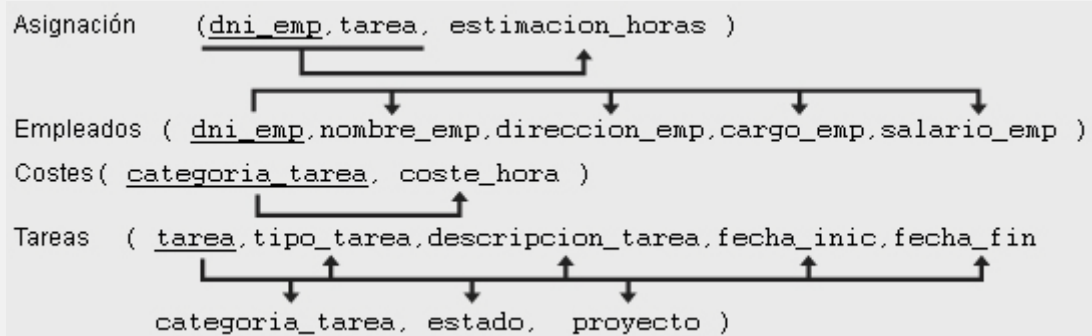 Asignación (dni_emp,tarea, estimacion_horas )
Empleados ( dni_emp,nombre_emp,direccion_emp,cargo_emp,salario_emp )
Costes( categoria_tarea, coste_hora )
Tareas ( tarea,tipo_tarea,descripcion_tarea,fecha_inic,fecha_fin
categoria_tarea, estado, proyecto )